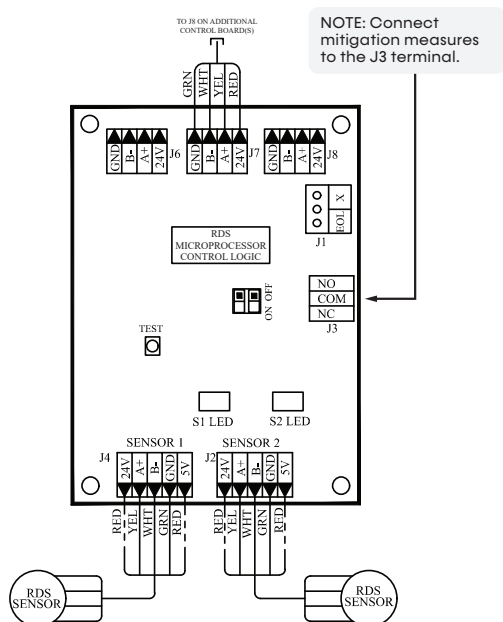 TO J8 ON ADDITIONAL
CONTROL BOARD(S)
NOTE: Connect
mitigation measures
to the J3 terminal.
GRN
WHT
YEL
RED
GND
B-
A+
24V
J6
GND
B-
A+
24V
J7
GND
B-
A+
24V
J8
X
EOL
J1
RDS
MICROPROCESSOR
CONTROL LOGIC
ON OFF
NO
COM
NC
J3
TEST
S1 LED
S2 LED
SENSOR 1
SENSOR 2
J4
24V
A+
B-
GND
5V
J2
24V
A+
B-
GND
5V
RED
YEL
WHT
GRN
RED
RED
YEL
WHT
GRN
RED
RDS
SENSOR
RDS
SENSOR